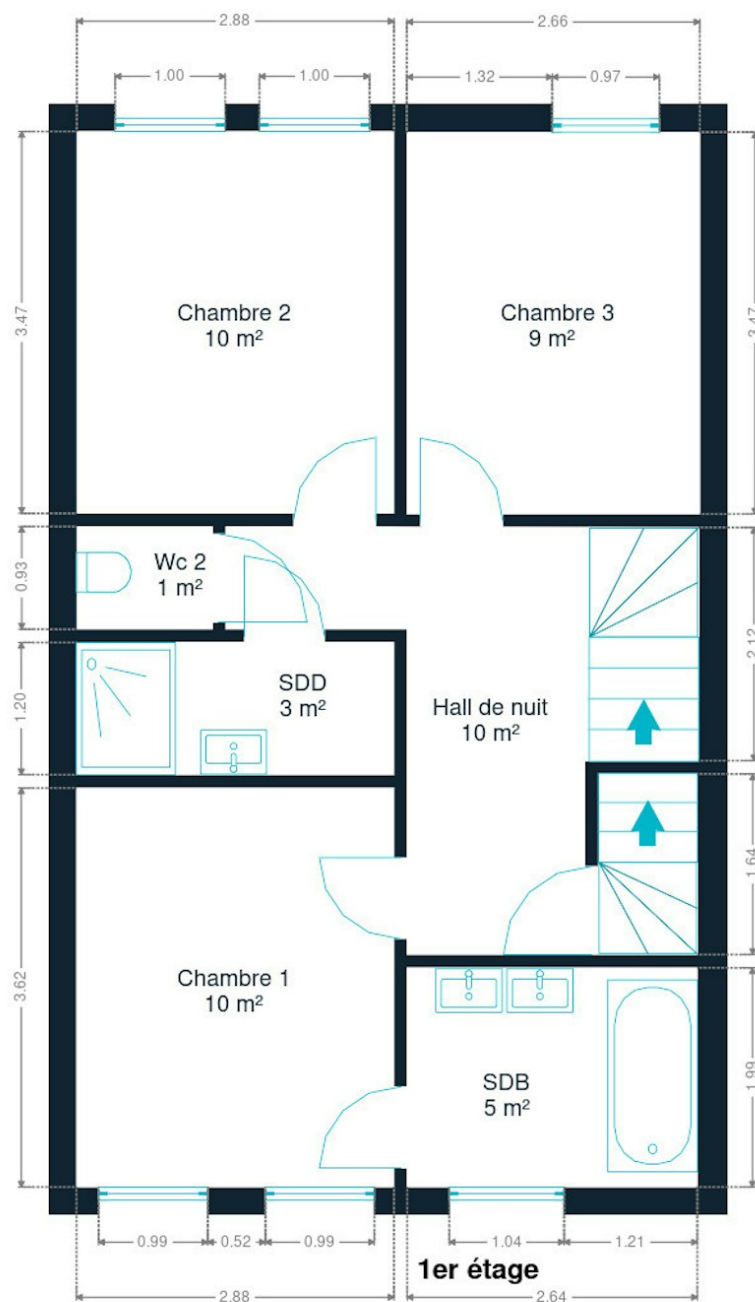 2.88
2.66
1.00
1.00
1.32
0.97
3.47
3.47
Chambre 2
10 m²
Chambre 3
9 m²
0.93
Wc 2
1 m²
2.12
1.20
SDD
3 m²
Hall de nuit
10 m²
1.64
3.62
Chambre 1
10 m²
SDB
5 m²
1.99
0.99
0.52
0.99
1.04
1.21
1er étage
2.88
2.64